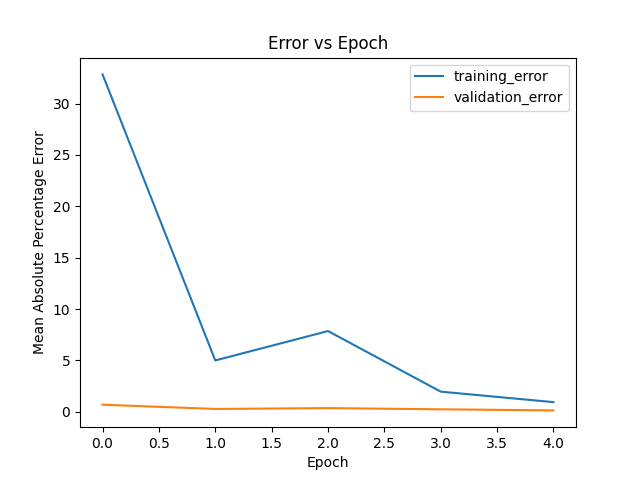 Error vs Epoch
training_error
validation_error
Mean Absolute Percentage Error
30
25
20
15
10
5
0
0.0 0.5 1.0 1.5 2.0 2.5 3.0 3.5 4.0
Epoch